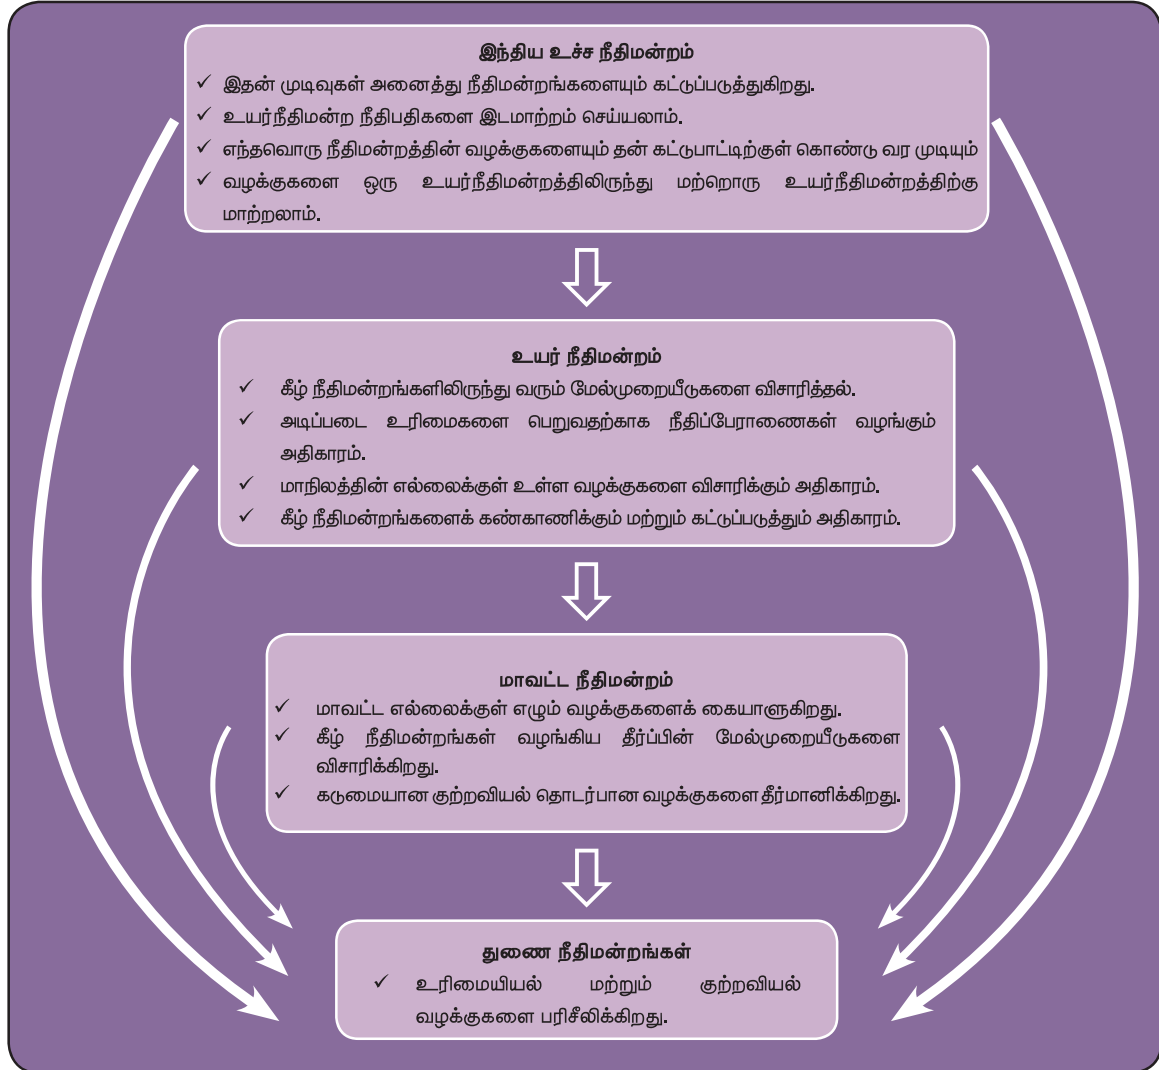 இந்திய உச்ச நீதிமன்றம்
✓ இதன் முடிவுகள் அனைத்து நீதிமன்றங்களையும் கட்டுப்படுத்துகிறது.
✓ உயர்நீதிமன்ற நீதிபதிகளை இடமாற்றம் செய்யலாம்.
✓ எந்தவொரு நீதிமன்றத்தின் வழக்குகளையும் தன் கட்டுபாட்டிற்குள் கொண்டு வர முடியும்
✓ வழக்குகளை ஒரு உயர்நீதிமன்றத்திலிருந்து மற்றொரு உயர்நீதிமன்றத்திற்கு
மாற்றலாம்.
உயர் நீதிமன்றம்
✓ கீழ் நீதிமன்றங்களிலிருந்து வரும் மேல்முறையீடுகளை விசாரித்தல்.
✓ அடிப்படை உரிமைகளை பெறுவதற்காக நீதிப்பேராணைகள் வழங்கும்
அதிகாரம்.
✓ மாநிலத்தின் எல்லைக்குள் உள்ள வழக்குகளை விசாரிக்கும் அதிகாரம்.
✓ கீழ் நீதிமன்றங்களைக் கண்காணிக்கும் மற்றும் கட்டுப்படுத்தும் அதிகாரம்.
மாவட்ட நீதிமன்றம்
✓ மாவட்ட எல்லைக்குள் எழும் வழக்குகளைக் கையாளுகிறது.
✓ கீழ் நீதிமன்றங்கள் வழங்கிய தீர்ப்பின் மேல்முறையீடுகளை
விசாரிக்கிறது.
✓ கடுமையான குற்றவியல் தொடர்பான வழக்குகளை தீர்மானிக்கிறது.
துணை நீதிமன்றங்கள்
✓ உரிமையியல் மற்றும் குற்றவியல்
வழக்குகளை பரிசீலிக்கிறது.